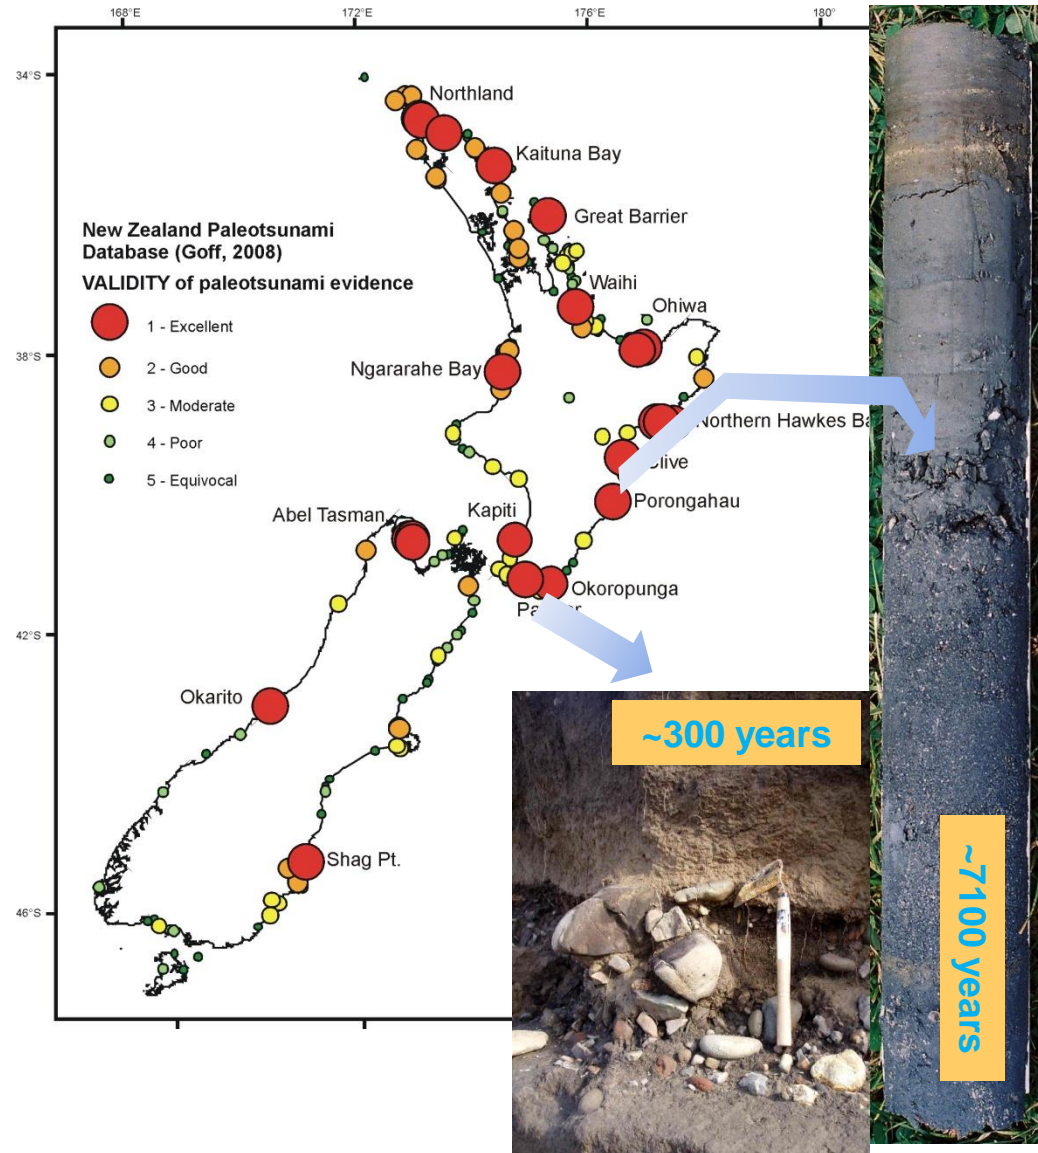 168°E
172°E
176°E
180°
34°S
38°S
42°S
46°S
Northland
Kaituna Bay
Great Barrier
New Zealand Paleotsunami
Database (Goff, 2008)
VALIDITY of paleotsunami evidence
1 - Excellent
2 - Good
3 - Moderate
4 - Poor
5 - Equivocal
Waihi
Ohiwa
Ngararahe Bay
Northern Hawkes Ba
Porongahau
Kapiti
Abel Tasman
Okoropunga
Okarito
Shag Pt.
~300 years
~7100 years